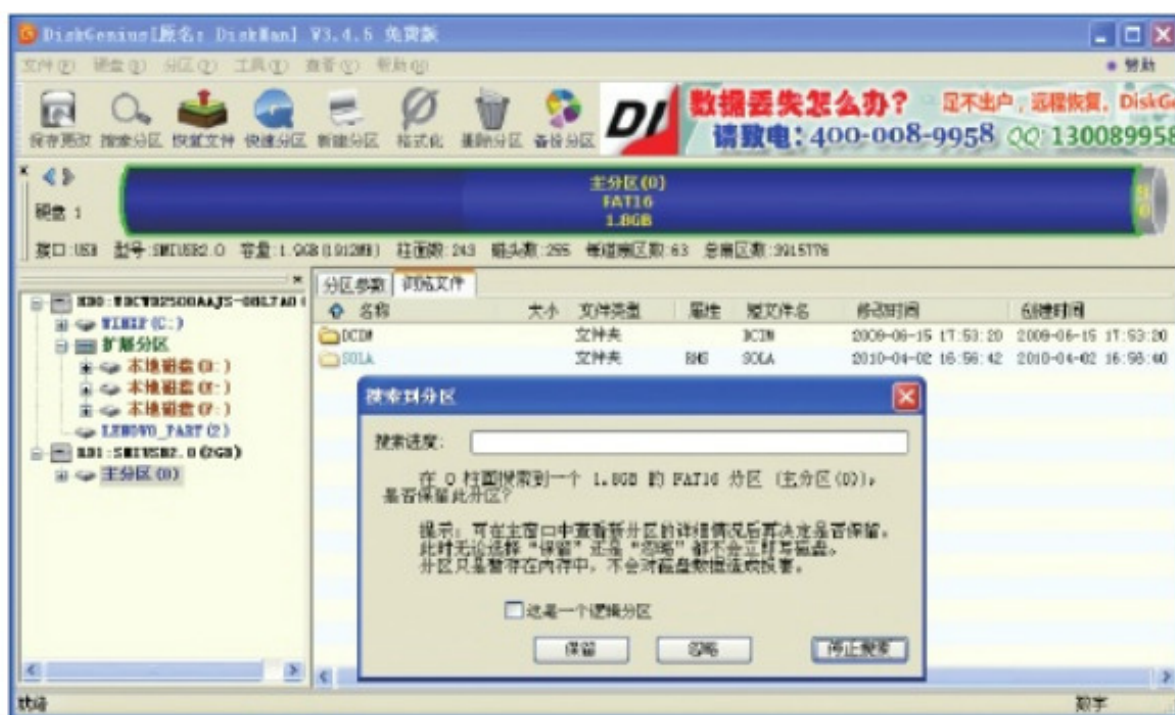 DiskGenius[原名: DiskMan] V3.4.5 免费版
文件(F) 硬盘(D) 分区(P) 工具(T) 查看(V) 帮助(H) 赞助
保存更改 搜索分区 恢复文件 快速分区 新建分区 格式化 删除分区 备份分区
数据丢失怎么办? 足不出户,远程恢复。DiskG
请致电:400-008-9958 QQ: 130089958
主分区(0)
FAT16
1.8GB
硬盘 1
接口:USB 型号:SMIUSB2.0 容量:1.9GB(1912MB) 柱面数:243 磁头数:255 每道扇区数:63 总扇区数:3915776
分区参数 浏览文件
名称 大小 文件类型 属性 短文件名 修改时间 创建时间
DCIM 文件夹 DCIM 2009-06-15 17:53:20 2009-06-15 17:53:20
SOLA 文件夹 RHS SOLA 2010-04-02 16:56:42 2010-04-02 16:56:40
WINXP(C:)
扩展分区
本地磁盘(D:)
本地磁盘(E:)
本地磁盘(F:)
LENOVO_PART(2)
RD1:SMIUSB2.0(2GB)
主分区(0)
搜索到分区
搜索进度:
在 0 柱面搜索到一个 1.8GB 的 FAT16 分区 (主分区(0)),
是否保留此分区?
提示: 可在主窗口中查看新分区的详细情况后再决定是否保留。
此时无论选择“保留”还是“忽略”都不会立即写磁盘。
分区只是暂存在内存中, 不会对磁盘数据造成损害。
这是一个逻辑分区
保留 忽略 停止搜索
就绪 数字